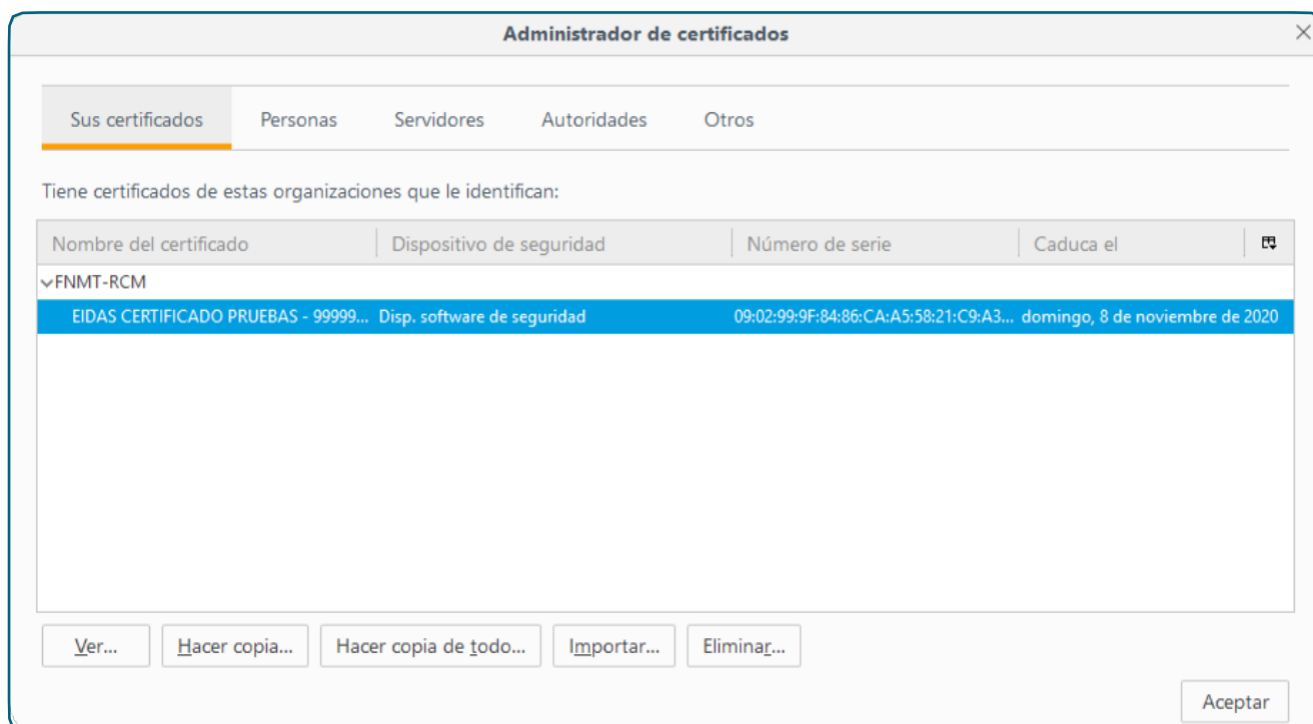 Administrador de certificados
Sus certificados Personas Servidores Autoridades Otros
Tiene certificados de estas organizaciones que le identifican:
Nombre del certificado Dispositivo de seguridad Número de serie Caduca el
FNMT-RCM
EIDAS CERTIFICADO PRUEBAS - 99999... Disp. software de seguridad 09:02:99:9F:84:86:CA:A5:58:21:C9:A3... domingo, 8 de noviembre de 2020
Ver... Hacer copia... Hacer copia de todo... Importar... Eliminar...
Aceptar